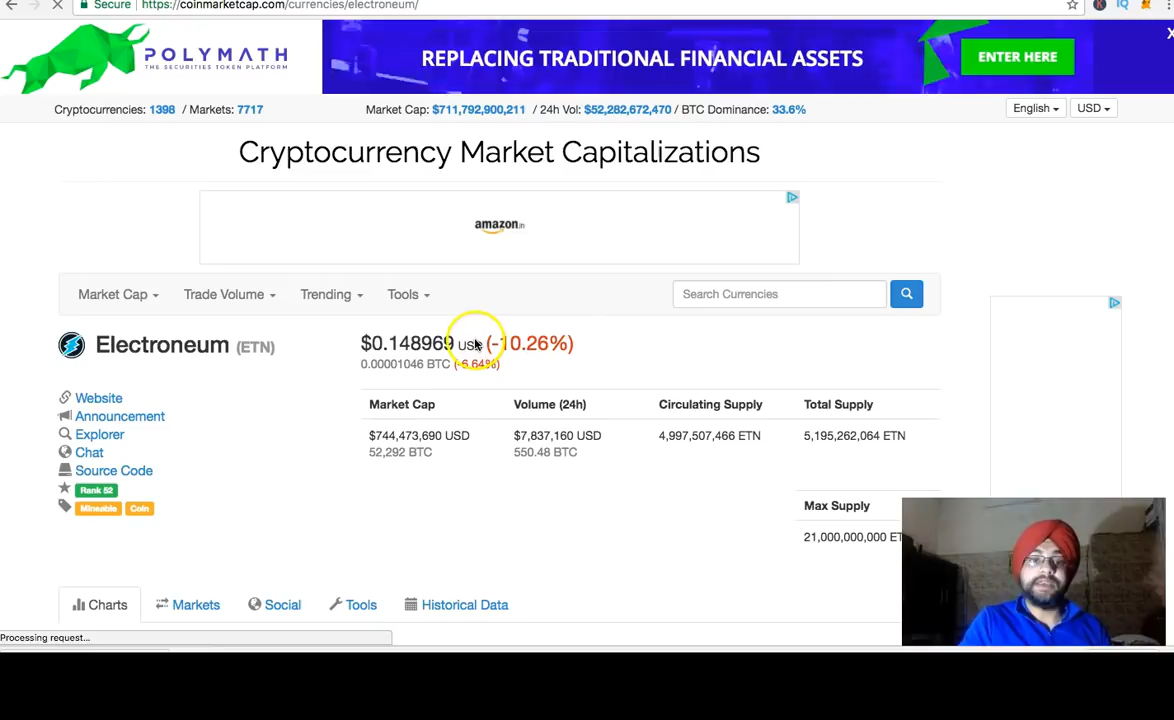 Secure https://coinmarketcap.com/currencies/electroneum/
POLYMATH
THE SECURITIES TOKEN PLATFORM
REPLACING TRADITIONAL FINANCIAL ASSETS
ENTER HERE
X
Cryptocurrencies: 1398 / Markets: 7717
Market Cap: $711,792,900,211 / 24h Vol: $52,282,672,470 / BTC Dominance: 33.6%
English
USD
Cryptocurrency Market Capitalizations
amazon.in
Market Cap
Trade Volume
Trending
Tools
Search Currencies
Electroneum (ETN)
$0.148969 USD (-10.26%)
0.00001046 BTC (-6.64%)
Website
Announcement
Explorer
Chat
Source Code
Rank 52
Mineable
Coin
Market Cap
Volume (24h)
Circulating Supply
Total Supply
$744,473,690 USD
$7,837,160 USD
4,997,507,466 ETN
5,195,262,064 ETN
52,292 BTC
550.48 BTC
Max Supply
21,000,000,000 ET
Charts
Markets
Social
Tools
Historical Data
Processing request...